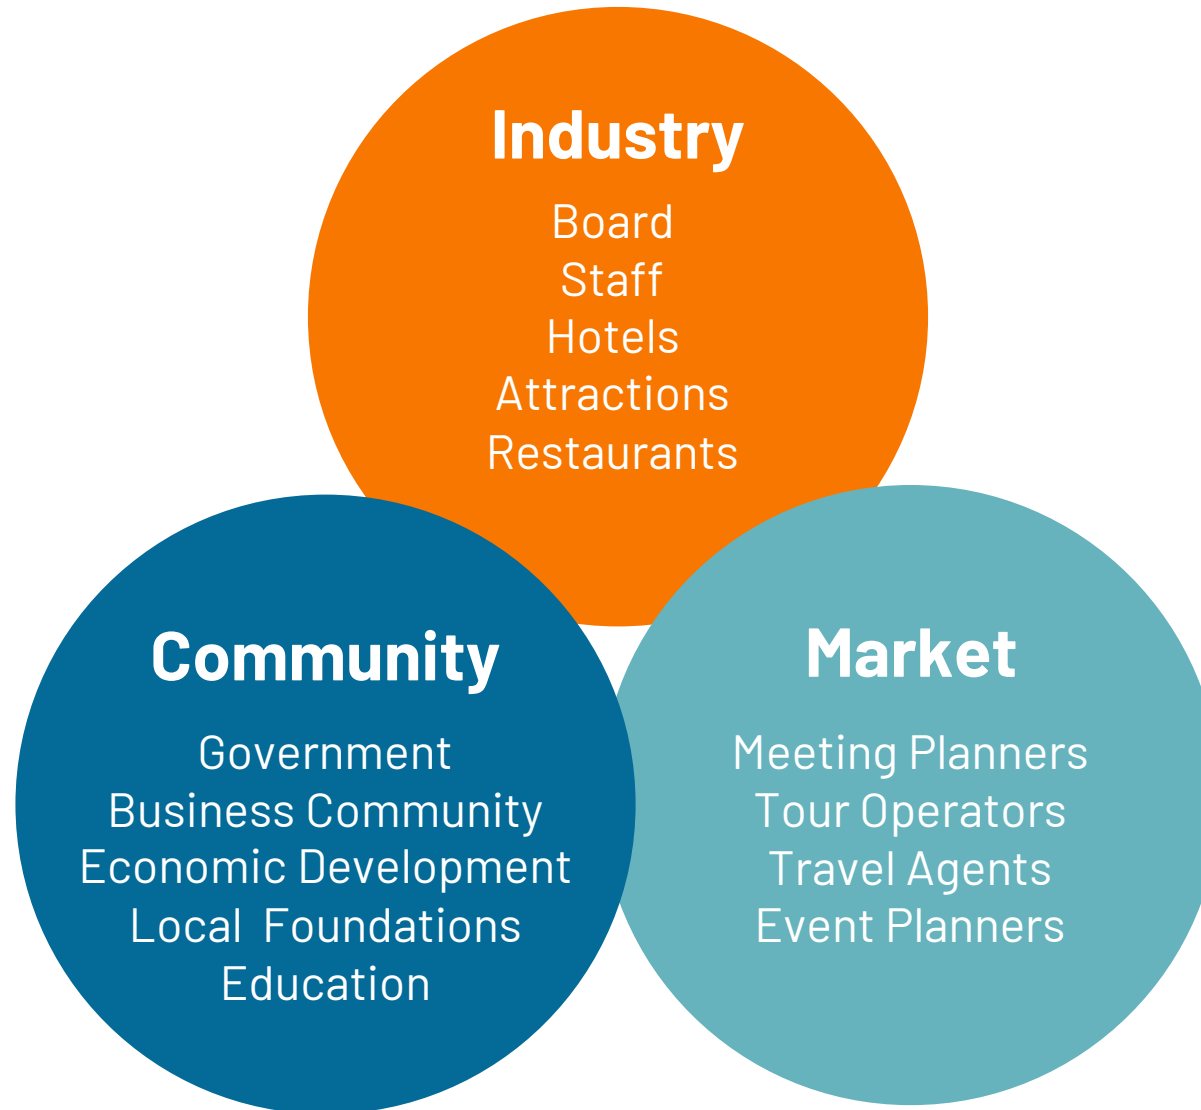 Industry
Board
Staff
Hotels
Attractions
Restaurants
Community
Government
Business Community
Economic Development
Local  Foundations
Education
Market
Meeting Planners
Tour Operators
Travel Agents
Event Planners